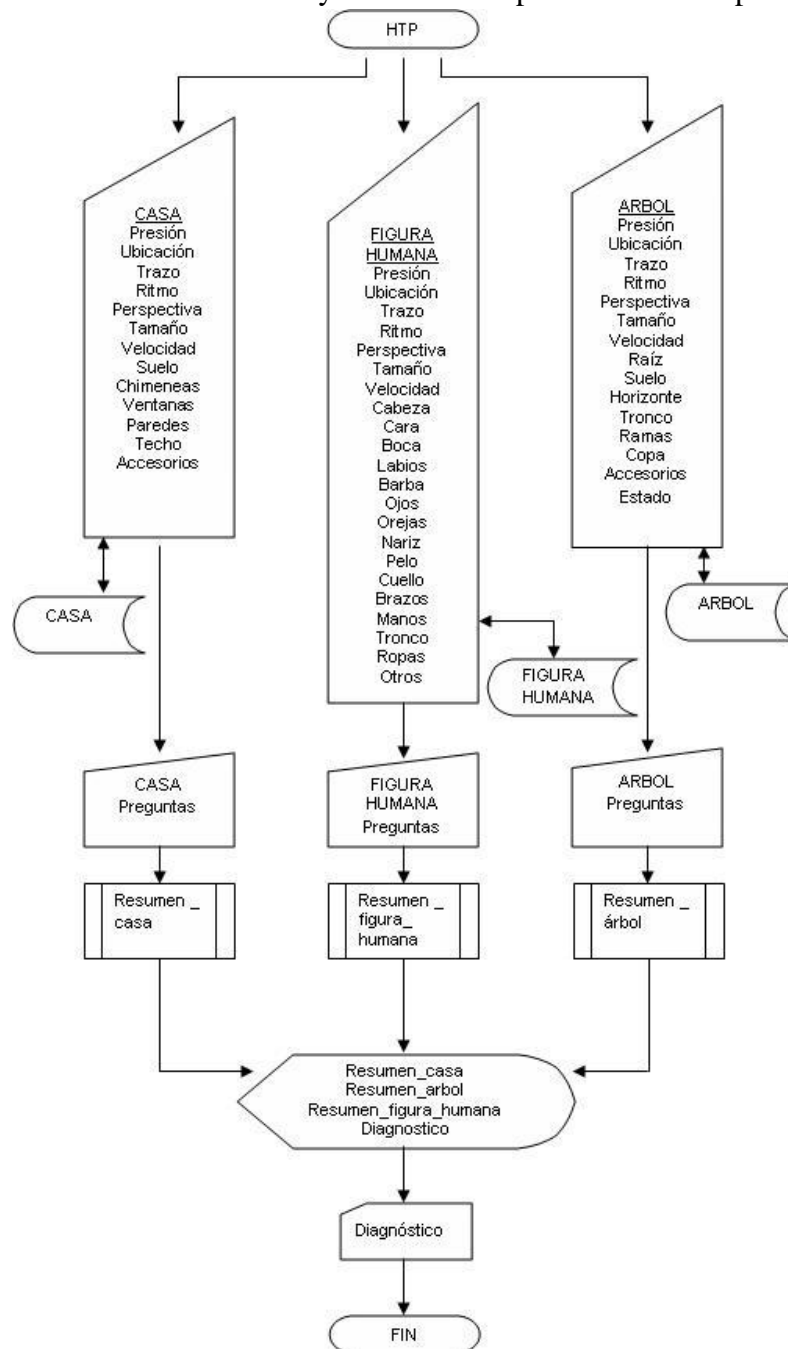 HTP
CASA
Presión
Ubicación
Trazo
Ritmo
Perspectiva
Tamaño
Velocidad
Suelo
Chimeneas
Ventanas
Paredes
Techo
Accesorios
CASA
FIGURA
HUMANA
Presión
Ubicación
Trazo
Ritmo
Perspectiva
Tamaño
Velocidad
Cabeza
Cara
Boca
Labios
Barba
Ojos
Orejas
Nariz
Pelo
Cuello
Brazos
Manos
Tronco
Ropas
Otros
FIGURA
HUMANA
ARBOL
Presión
Ubicación
Trazo
Ritmo
Perspectiva
Tamaño
Velocidad
Raíz
Suelo
Horizonte
Tronco
Ramas
Copa
Accesorios
Estado
ARBOL
CASA
Preguntas
FIGURA
HUMANA
Preguntas
ARBOL
Preguntas
Resumen _
casa
Resumen _
figura_
humana
Resumen _
árbol
Resumen_casa
Resumen_arbol
Resumen_figura_humana
Diagnostico
Diagnóstico
FIN